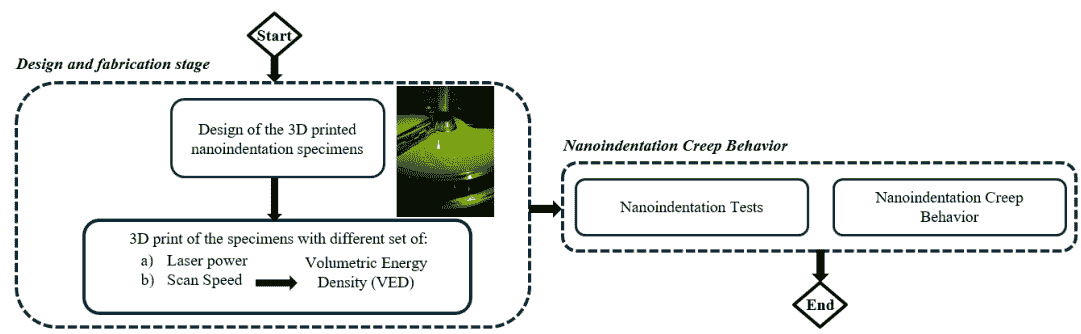 Start
Design and fabrication stage
Design of the 3D printed
nanoindentation specimens
3D print of the specimens with different set of:
a) Laser power
b) Scan Speed
Volumetric Energy
Density (VED)
Nanoindentation Creep Behavior
Nanoindentation Tests
Nanoindentation Creep
Behavior
End